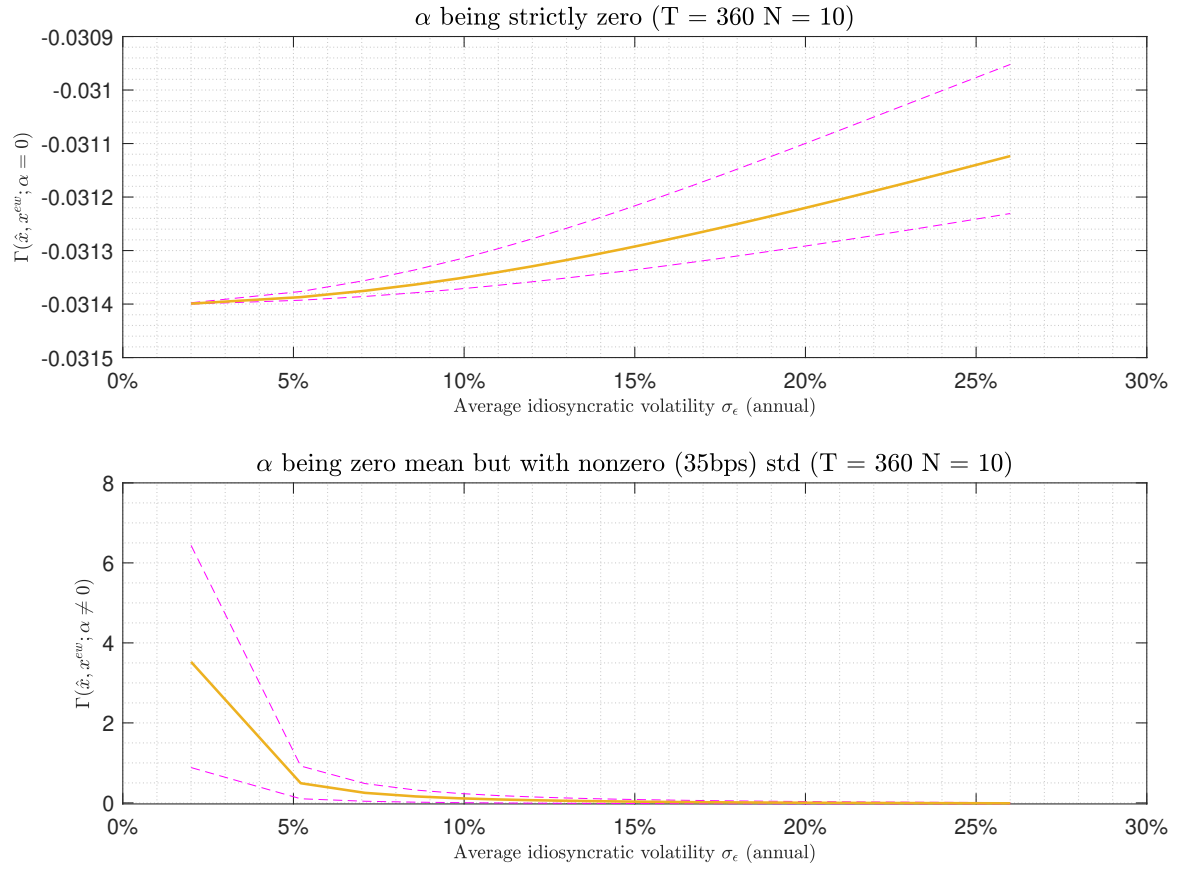 α being strictly zero (T = 360 N = 10)
-0.0309
-0.031
-0.0311
-0.0312
-0.0313
-0.0314
-0.0315
Γ(x̂, x^{ew}; α = 0)
0% 5% 10% 15% 20% 25% 30%
Average idiosyncratic volatility σ_ϵ (annual)
α being zero mean but with nonzero (35bps) std (T = 360 N = 10)
8
6
4
2
0
Γ(x̂, x^{ew}; α ≠ 0)
0% 5% 10% 15% 20% 25% 30%
Average idiosyncratic volatility σ_ϵ (annual)